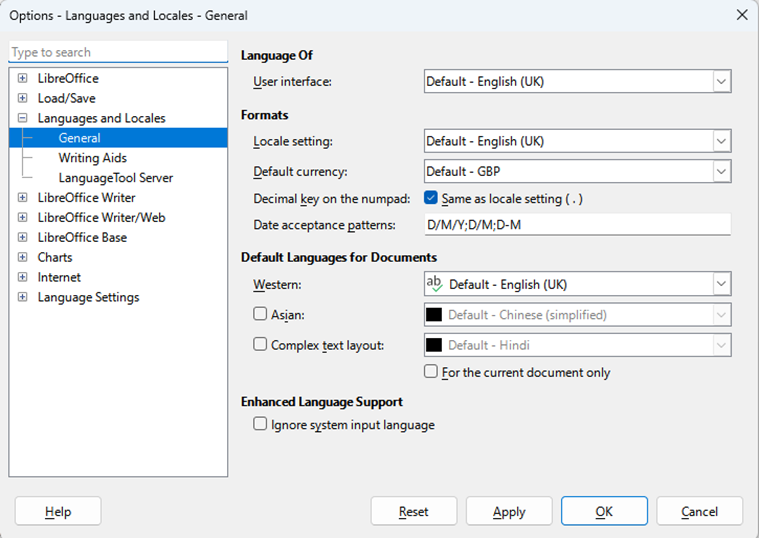 Options - Languages and Locales - General
Type to search
LibreOffice
Load/Save
Languages and Locales
General
Writing Aids
LanguageTool Server
LibreOffice Writer
LibreOffice Writer/Web
LibreOffice Base
Charts
Internet
Language Settings
Language Of
User interface: Default - English (UK)
Formats
Locale setting: Default - English (UK)
Default currency: Default - GBP
Decimal key on the numpad: Same as locale setting ( . )
Date acceptance patterns: D/M/Y;D/M;D-M
Default Languages for Documents
Western: ab Default - English (UK)
Asian: Default - Chinese (simplified)
Complex text layout: Default - Hindi
For the current document only
Enhanced Language Support
Ignore system input language
Help Reset Apply OK Cancel